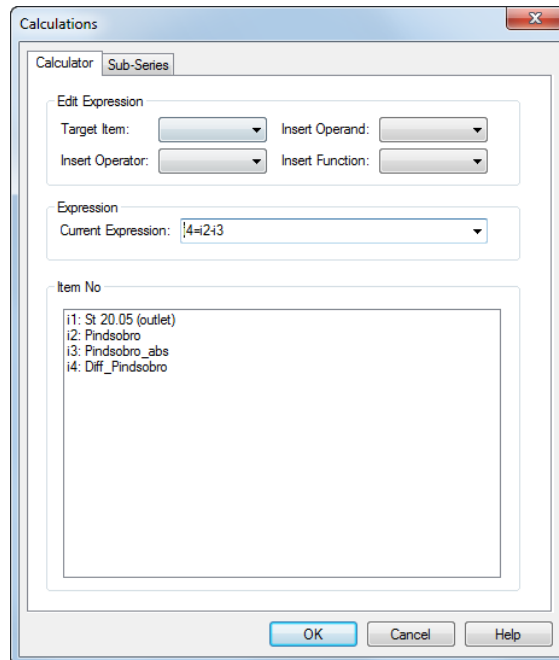 Calculations
Calculator Sub-Series
Edit Expression
Target Item: Insert Operand:
Insert Operator: Insert Function:
Expression
Current Expression: i4=i2-i3
Item No
i1: St 20.05 (outlet)
i2: Pindsobro
i3: Pindsobro_abs
i4: Diff_Pindsobro
OK Cancel Help